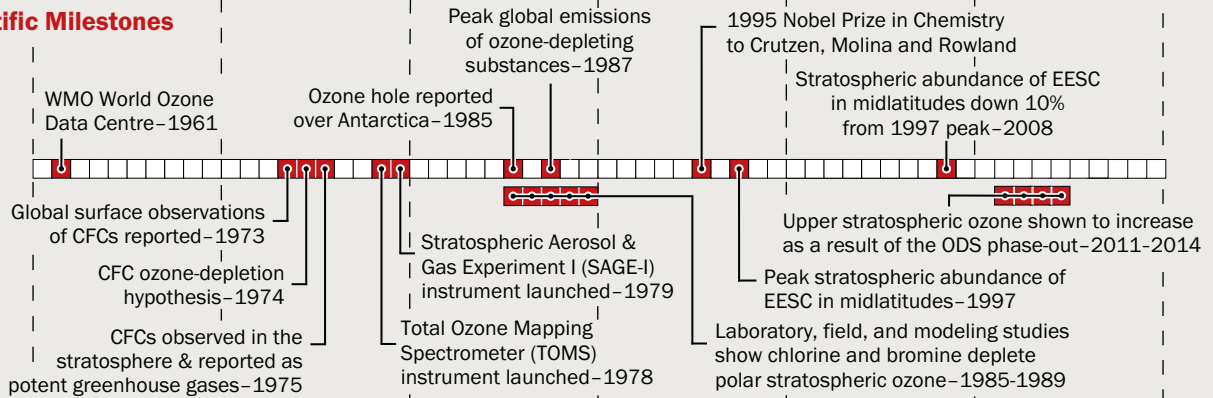 tific Milestones
WMO World Ozone
Data Centre–1961
Ozone hole reported
over Antarctica–1985
Peak global emissions
of ozone-depleting
substances–1987
1995 Nobel Prize in Chemistry
to Crutzen, Molina and Rowland
Stratospheric abundance of EESC
in midlatitudes down 10%
from 1997 peak–2008
Global surface observations
of CFCs reported–1973
CFC ozone-depletion
hypothesis–1974
CFCs observed in the
stratosphere & reported as
potent greenhouse gases–1975
Stratospheric Aerosol &
Gas Experiment I (SAGE-I)
instrument launched–1979
Total Ozone Mapping
Spectrometer (TOMS)
instrument launched–1978
Upper stratospheric ozone shown to increase
as a result of the ODS phase-out–2011-2014
Peak stratospheric abundance of
EESC in midlatitudes–1997
Laboratory, field, and modeling studies
show chlorine and bromine deplete
polar stratospheric ozone–1985-1989